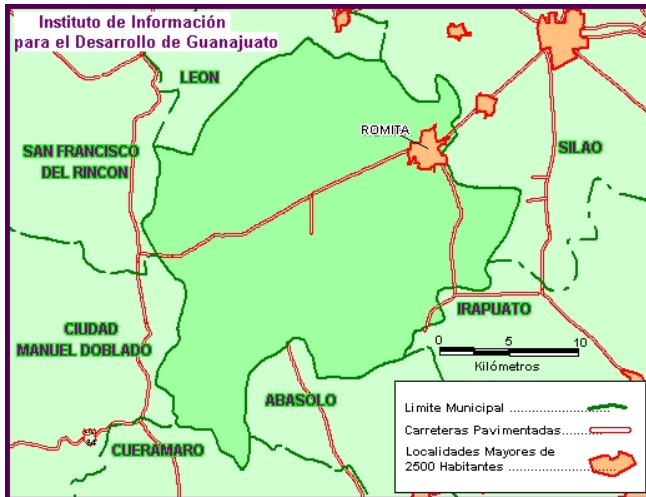 Instituto de Información
para el Desarrollo de Guanajuato
LEON
ROMITA
SAN FRANCISCO
DEL RINCON
SILAO
CIUDAD
MANUEL DOBLADO
IRAPUATO
0 5 10
Kilómetros
ABASOLO
CUERAMARO
Limite Municipal ..................
Carreteras Pavimentadas........
Localidades Mayores de
2500 Habitantes ...............